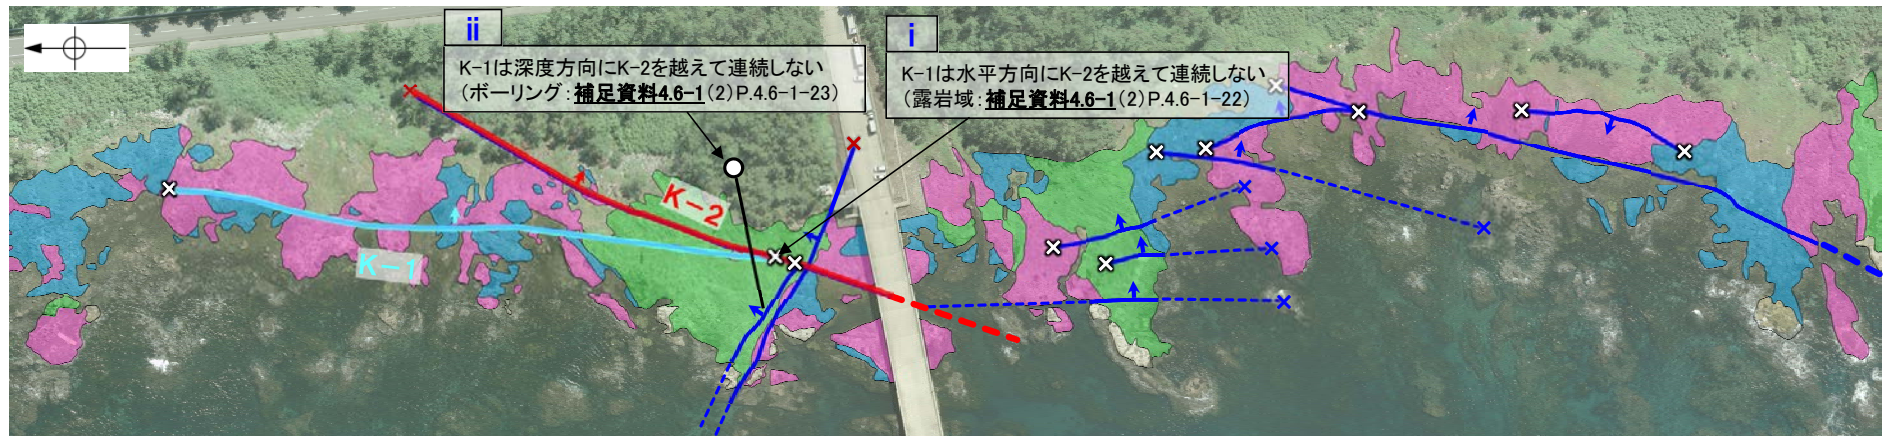 ii
K-1は深度方向にK-2を越えて連続しない
(ボーリング:補足資料4.6-1(2)P.4.6-1-23)
i
K-1は水平方向にK-2を越えて連続しない
(露岩域:補足資料4.6-1(2)P.4.6-1-22)
K-2
K-1